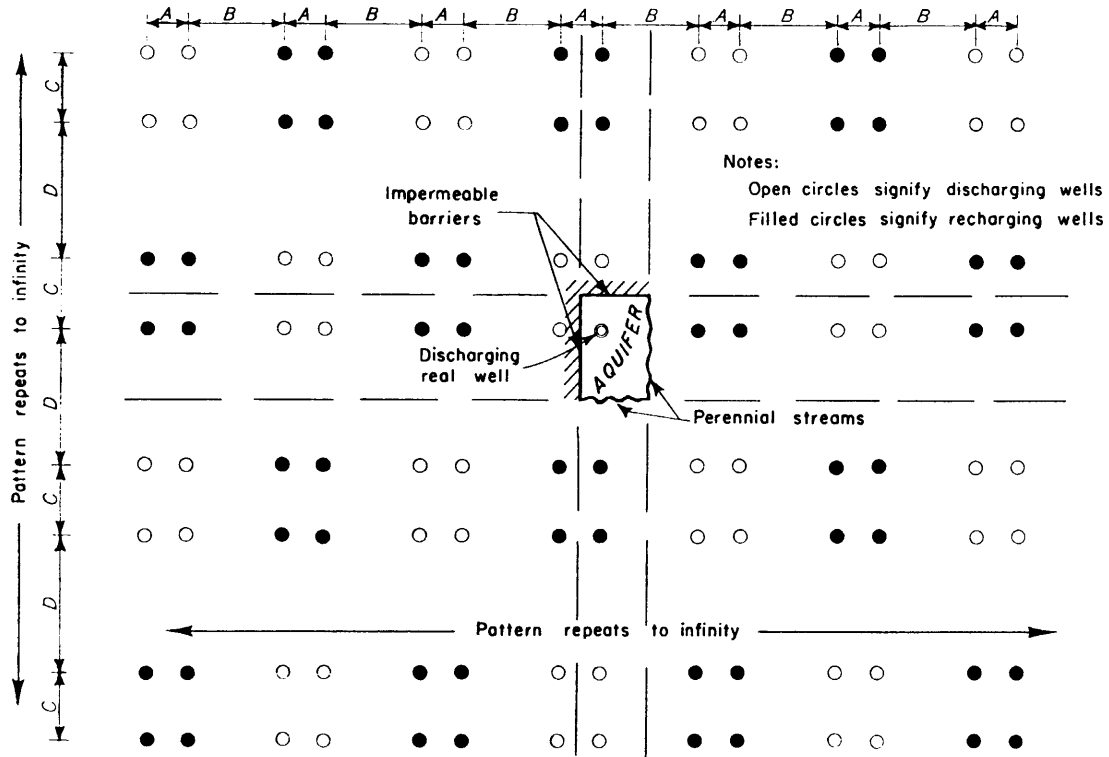 A B A B A B A B A B A
Notes:
Open circles signify discharging wells
Filled circles signify recharging wells
Impermeable
barriers
Discharging
real well
AQUIFER
Perennial streams
Pattern repeats to infinity
Pattern repeats to infinity
C
D
C
D
C
D
C